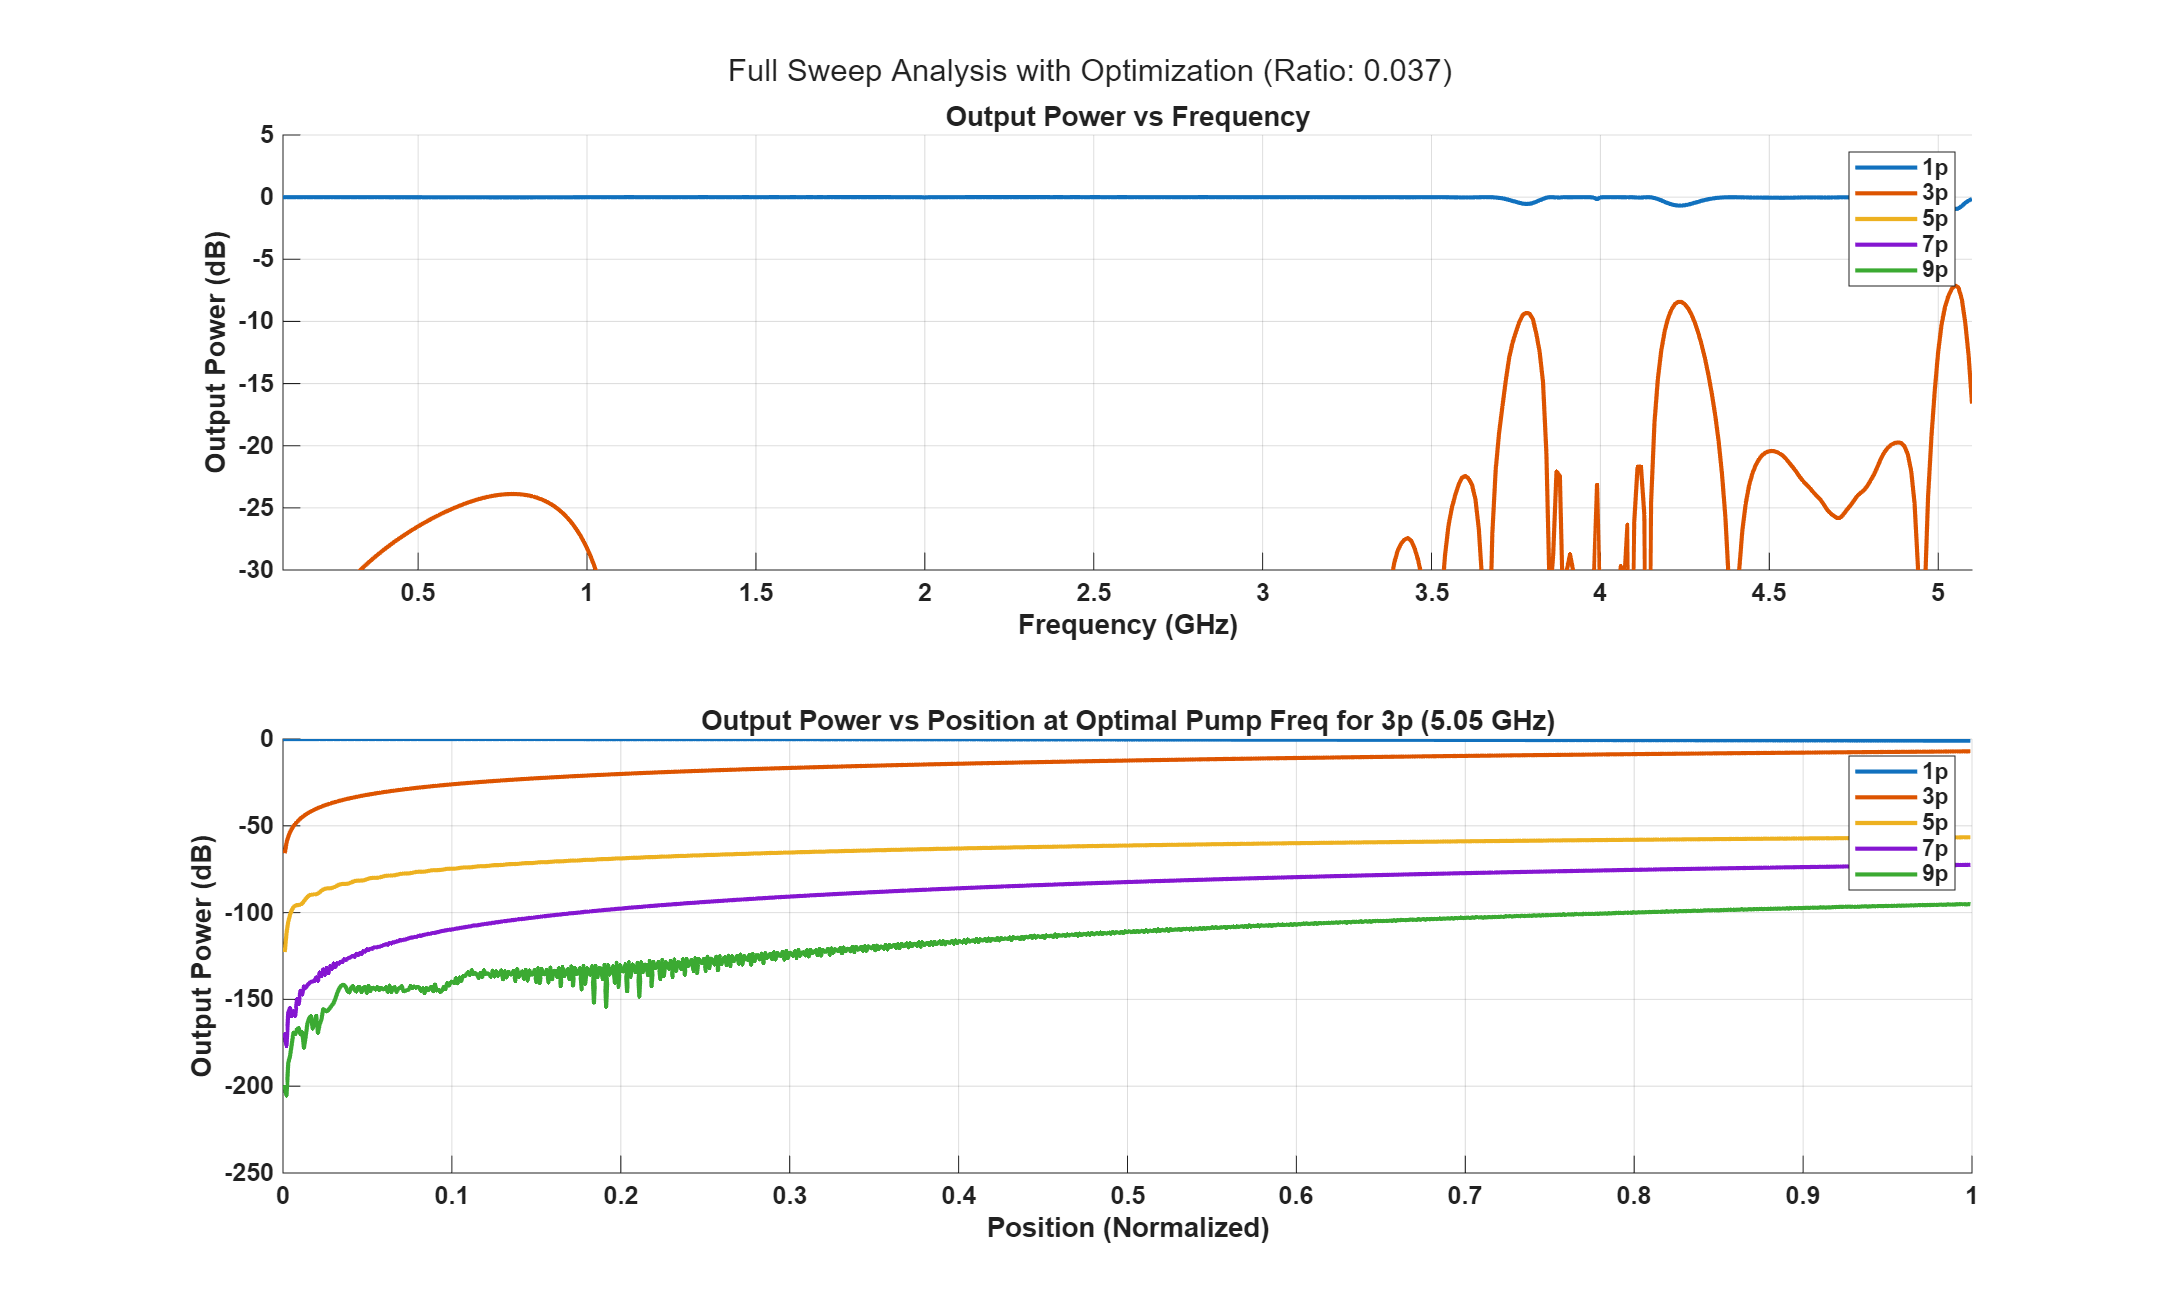 Full Sweep Analysis with Optimization (Ratio: 0.037)
Output Power vs Frequency
Output Power (dB)
5
0
-5
-10
-15
-20
-25
-30
0.5 1 1.5 2 2.5 3 3.5 4 4.5 5
Frequency (GHz)
1p
3p
5p
7p
9p
Output Power vs Position at Optimal Pump Freq for 3p (5.05 GHz)
Output Power (dB)
0
-50
-100
-150
-200
-250
0 0.1 0.2 0.3 0.4 0.5 0.6 0.7 0.8 0.9 1
Position (Normalized)
1p
3p
5p
7p
9p